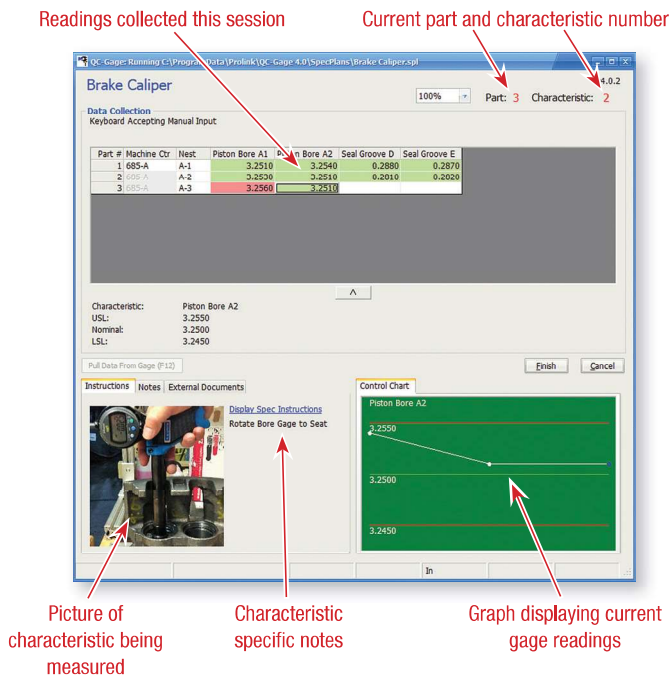 Readings collected this session
Current part and characteristic number
QC-Gage: Running C:\Program Data\Prolink\QC-Gage 4.0\SpecPlans\Brake Caliper.spl
4.0.2
Brake Caliper
100% Part: 3 Characteristic: 2
Data Collection
Keyboard Accepting Manual Input
Part # Machine Ctr Nest Piston Bore A1 Piston Bore A2 Seal Groove D Seal Groove E
1 685-A A-1 3.2510 3.2540 0.2880 0.2870
2 685-A A-2 3.2530 3.2510 0.2010 0.2020
3 685-A A-3 3.2560 3.2510
^
Characteristic: Piston Bore A2
USL: 3.2550
Nominal: 3.2500
LSL: 3.2450
Pull Data From Gage (F12) Finish Cancel
Instructions Notes External Documents Control Chart
Display Spec Instructions
Rotate Bore Gage to Seat
Piston Bore A2
3.2550
3.2500
3.2450
In
Picture of
characteristic being
measured
Characteristic
specific notes
Graph displaying current
gage readings